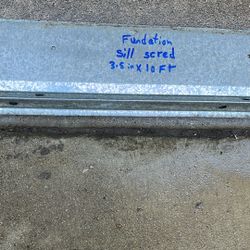 Fundation
Sill scred
3.5 in X 10 FT